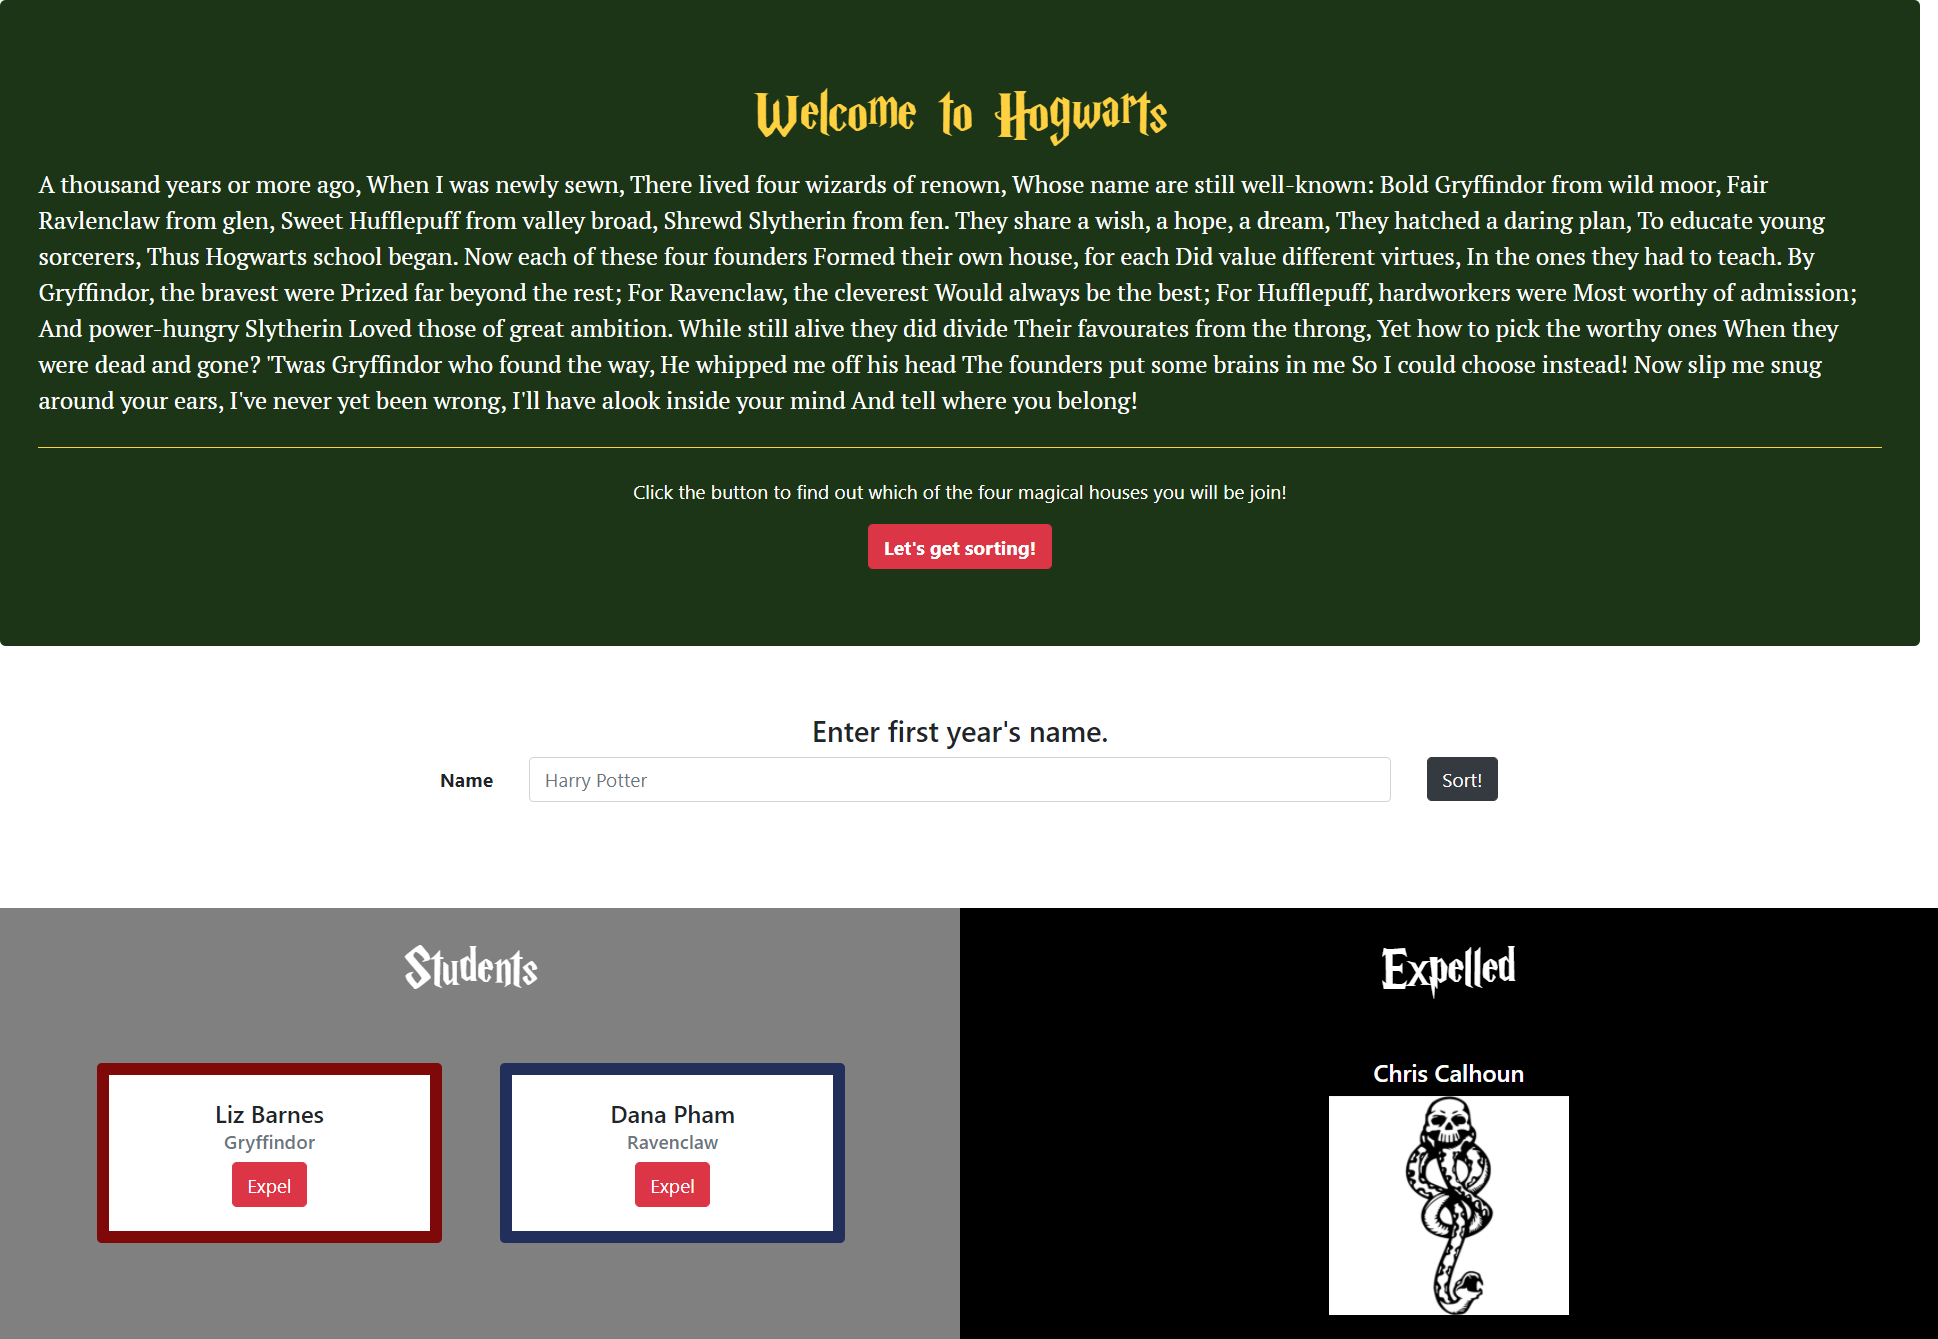 Welcome to Hogwarts
A thousand years or more ago, When I was newly sewn, There lived four wizards of renown, Whose name are still well-known: Bold Gryffindor from wild moor, Fair
Ravlenclaw from glen, Sweet Hufflepuff from valley broad, Shrewd Slytherin from fen. They share a wish, a hope, a dream, They hatched a daring plan, To educate young
sorcerers, Thus Hogwarts school began. Now each of these four founders Formed their own house, for each Did value different virtues, In the ones they had to teach. By
Gryffindor, the bravest were Prized far beyond the rest; For Ravenclaw, the cleverest Would always be the best; For Hufflepuff, hardworkers were Most worthy of admission;
And power-hungry Slytherin Loved those of great ambition. While still alive they did divide Their favourates from the throng, Yet how to pick the worthy ones When they
were dead and gone? 'Twas Gryffindor who found the way, He whipped me off his head The founders put some brains in me So I could choose instead! Now slip me snug
around your ears, I've never yet been wrong, I'll have alook inside your mind And tell where you belong!
Click the button to find out which of the four magical houses you will be join!
Let's get sorting!
Enter first year's name.
Name
Harry Potter
Sort!
Students
Expelled
Liz Barnes
Gryffindor
Expel
Dana Pham
Ravenclaw
Expel
Chris Calhoun